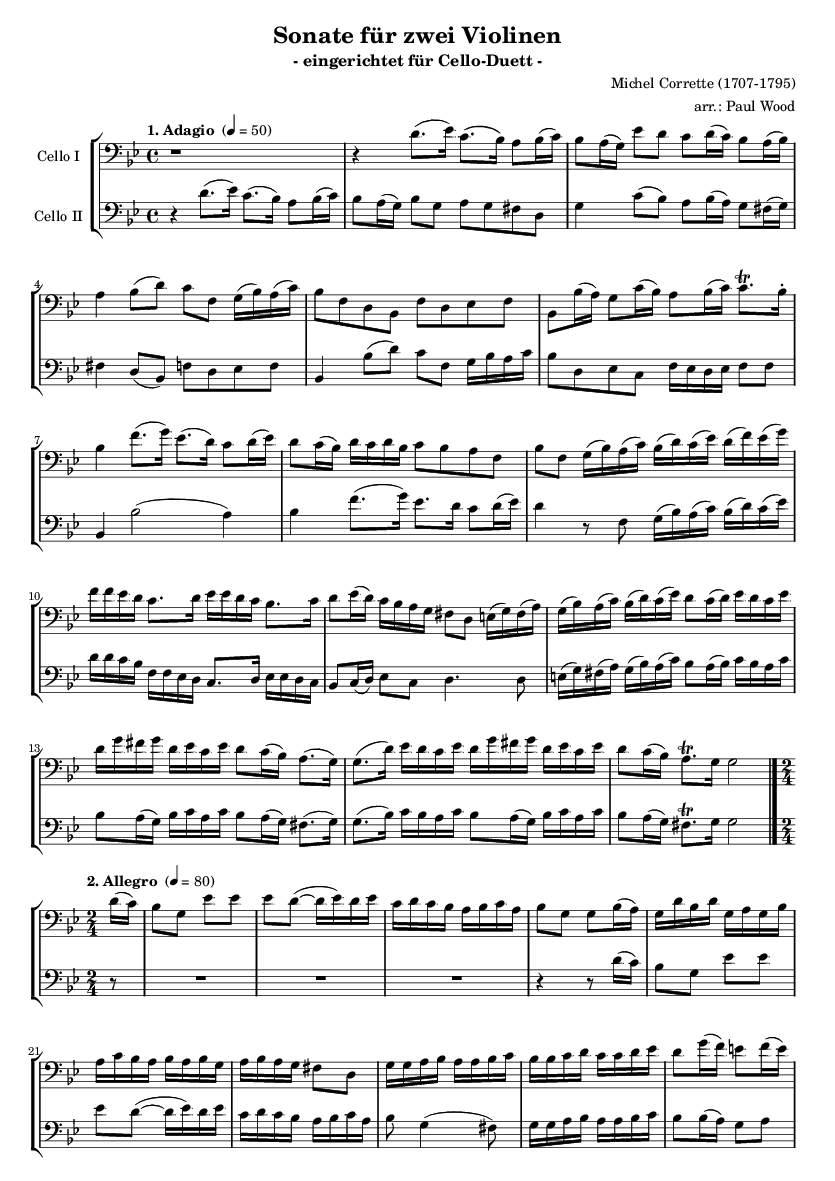 Sonate für zwei Violinen
- eingerichtet für Cello-Duett -
Michel Corrette (1707-1795)
arr.: Paul Wood
1. Adagio (♩ = 50)
Cello I
Cello II
4
7
10
13
2. Allegro (♩ = 80)
21